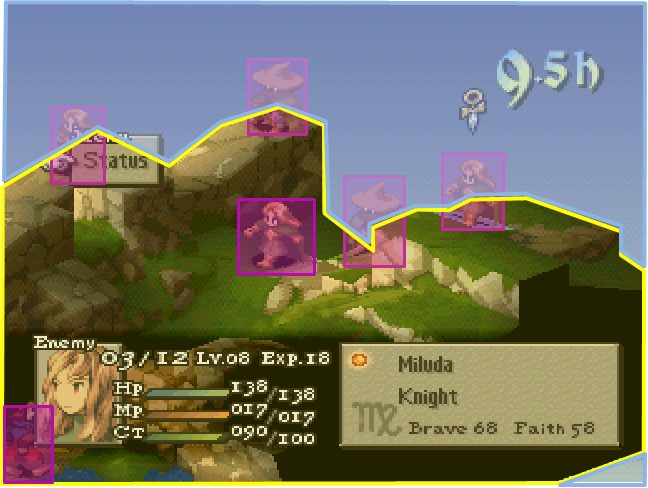 9.5h
Status
Enemy
03/12 Lv.08 Exp.18
Hp 138/138
Mp 017/017
CT 090/100
Miluda
Knight
Brave 68 Faith 58